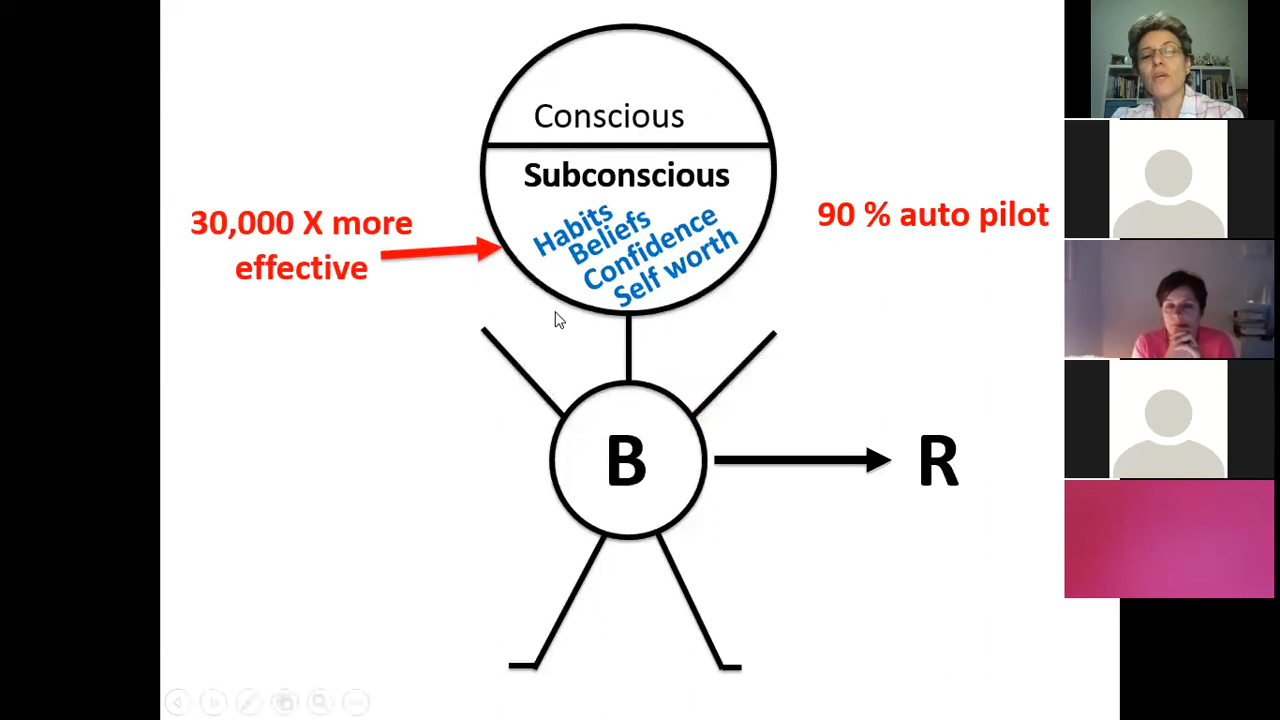 Conscious
Subconscious
Habits
Beliefs
Confidence
Self worth
30,000 X more
effective
90 % auto pilot
B
R